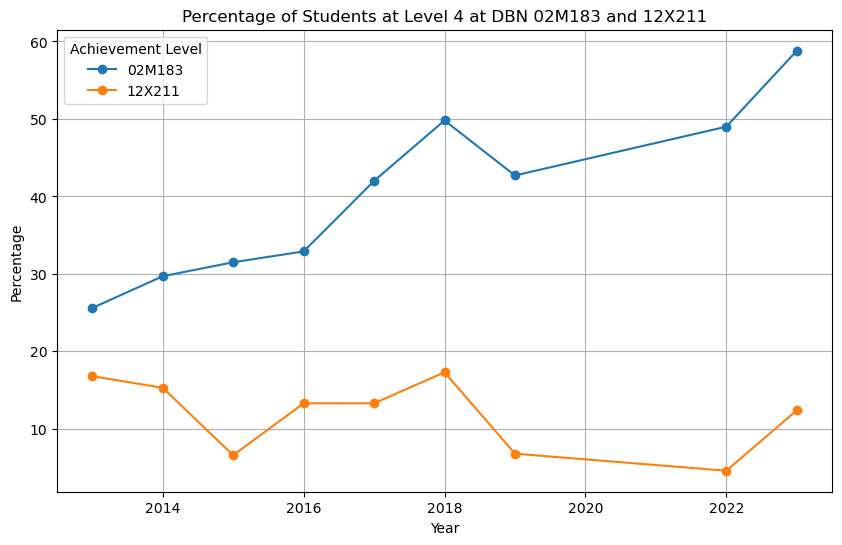 Percentage of Students at Level 4 at DBN 02M183 and 12X211
Achievement Level
02M183
12X211
60
50
40
30
20
10
Percentage
2014 2016 2018 2020 2022
Year